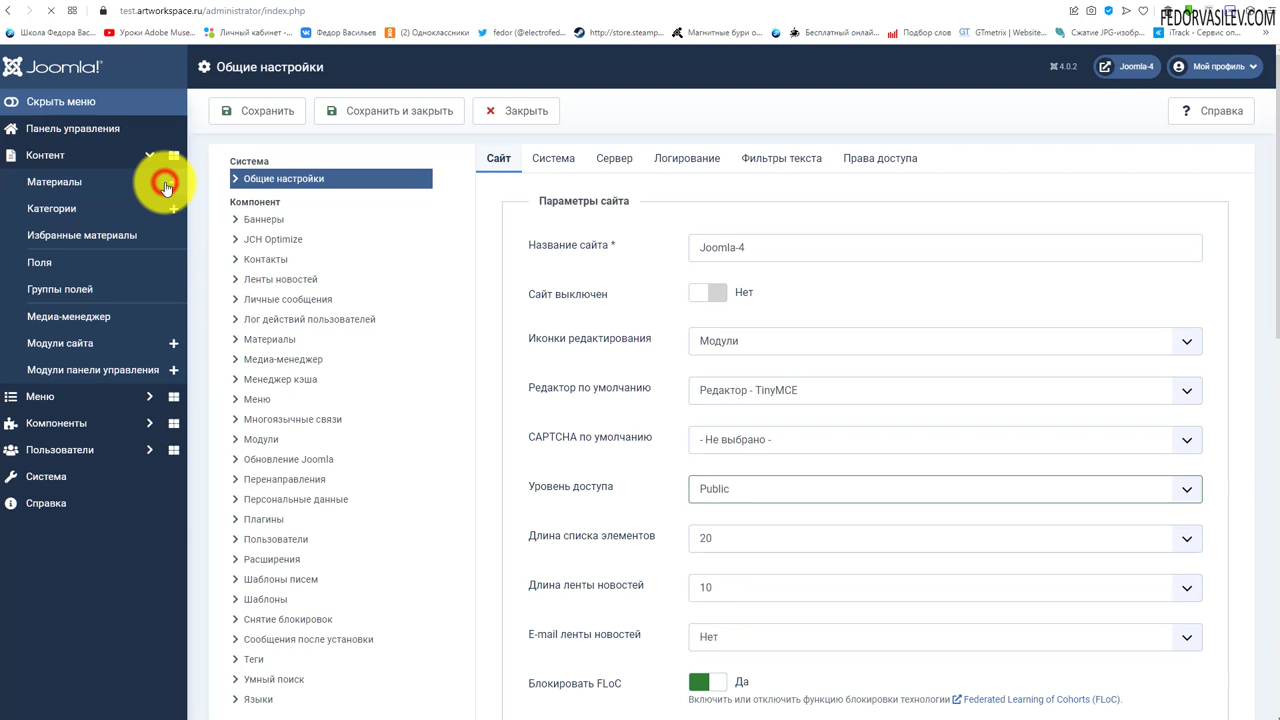 test.artworkspace.ru/administrator/index.php
FEDORVASILEV.COM
Школа Федора Вас...
Уроки Adobe Muse...
Личный кабинет -...
Федор Васильев
(2) Одноклассники
fedor (@electrofed...
http://store.steamp...
Магнитные бури о...
Бесплатный онлай...
Подбор слов
GTmetrix | Website...
Сжатие JPG-изобр...
iTrack - Сервис оп...
Joomla!
Общие настройки
4.0.2
Joomla-4
Мой профиль
Скрыть меню
Сохранить
Сохранить и закрыть
Закрыть
Справка
Панель управления
Контент
Материалы
Категории
Избранные материалы
Поля
Группы полей
Медиа-менеджер
Модули сайта
Модули панели управления
Меню
Компоненты
Пользователи
Система
Справка
Система
Общие настройки
Компонент
Баннеры
JCH Optimize
Контакты
Ленты новостей
Личные сообщения
Лог действий пользователей
Материалы
Медиа-менеджер
Менеджер кэша
Меню
Многоязычные связи
Модули
Обновление Joomla
Перенаправления
Персональные данные
Плагины
Пользователи
Расширения
Шаблоны писем
Шаблоны
Снятие блокировок
Сообщения после установки
Теги
Умный поиск
Языки
Сайт
Система
Сервер
Логирование
Фильтры текста
Права доступа
Параметры сайта
Название сайта *
Joomla-4
Сайт выключен
Нет
Иконки редактирования
Модули
Редактор по умолчанию
Редактор - TinyMCE
CAPTCHA по умолчанию
- Не выбрано -
Уровень доступа
Public
Длина списка элементов
20
Длина ленты новостей
10
E-mail ленты новостей
Нет
Блокировать FLoC
Да
Включить или отключить функцию блокировки технологии Federated Learning of Cohorts (FLoC).